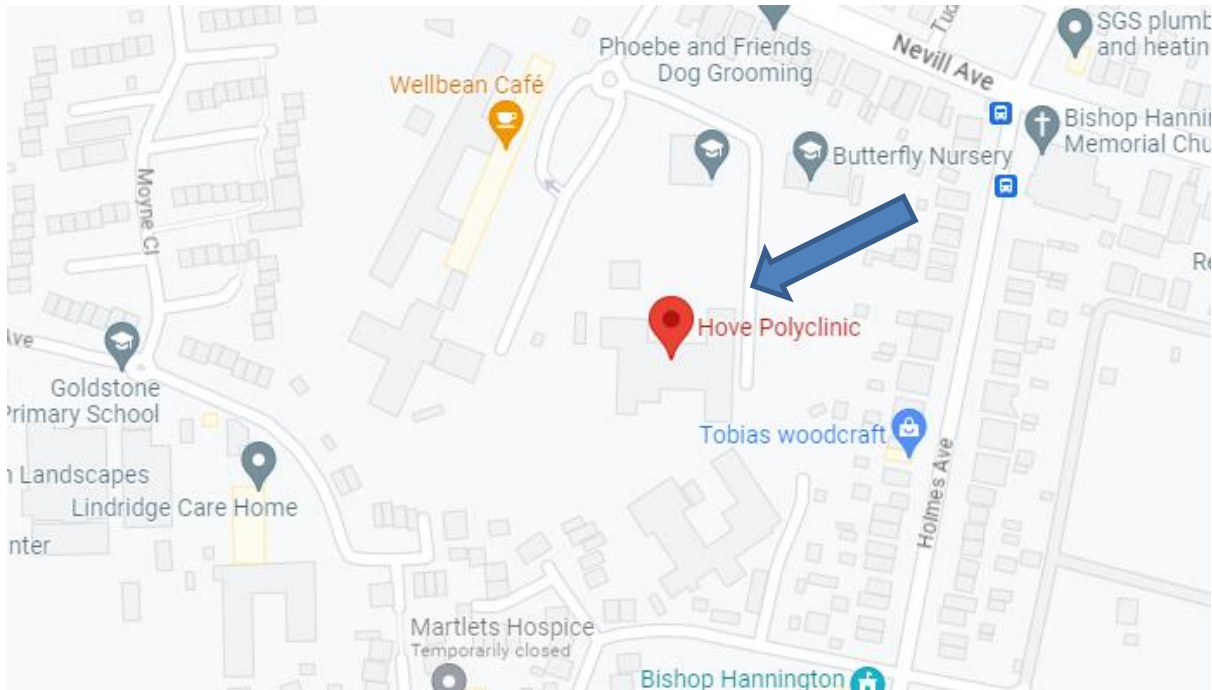 SGS plumb
and heatin
Phoebe and Friends
Dog Grooming
Nevill Ave
Wellbean Café
Bishop Hannin
Memorial Chu
Butterfly Nursery
Moyne Cl
Re
Hove Polyclinic
Ave
Goldstone
Primary School
Tobias woodcraft
Landscapes
Lindridge Care Home
Holmes Ave
nter
Martlets Hospice
Temporarily closed
Bishop Hannington